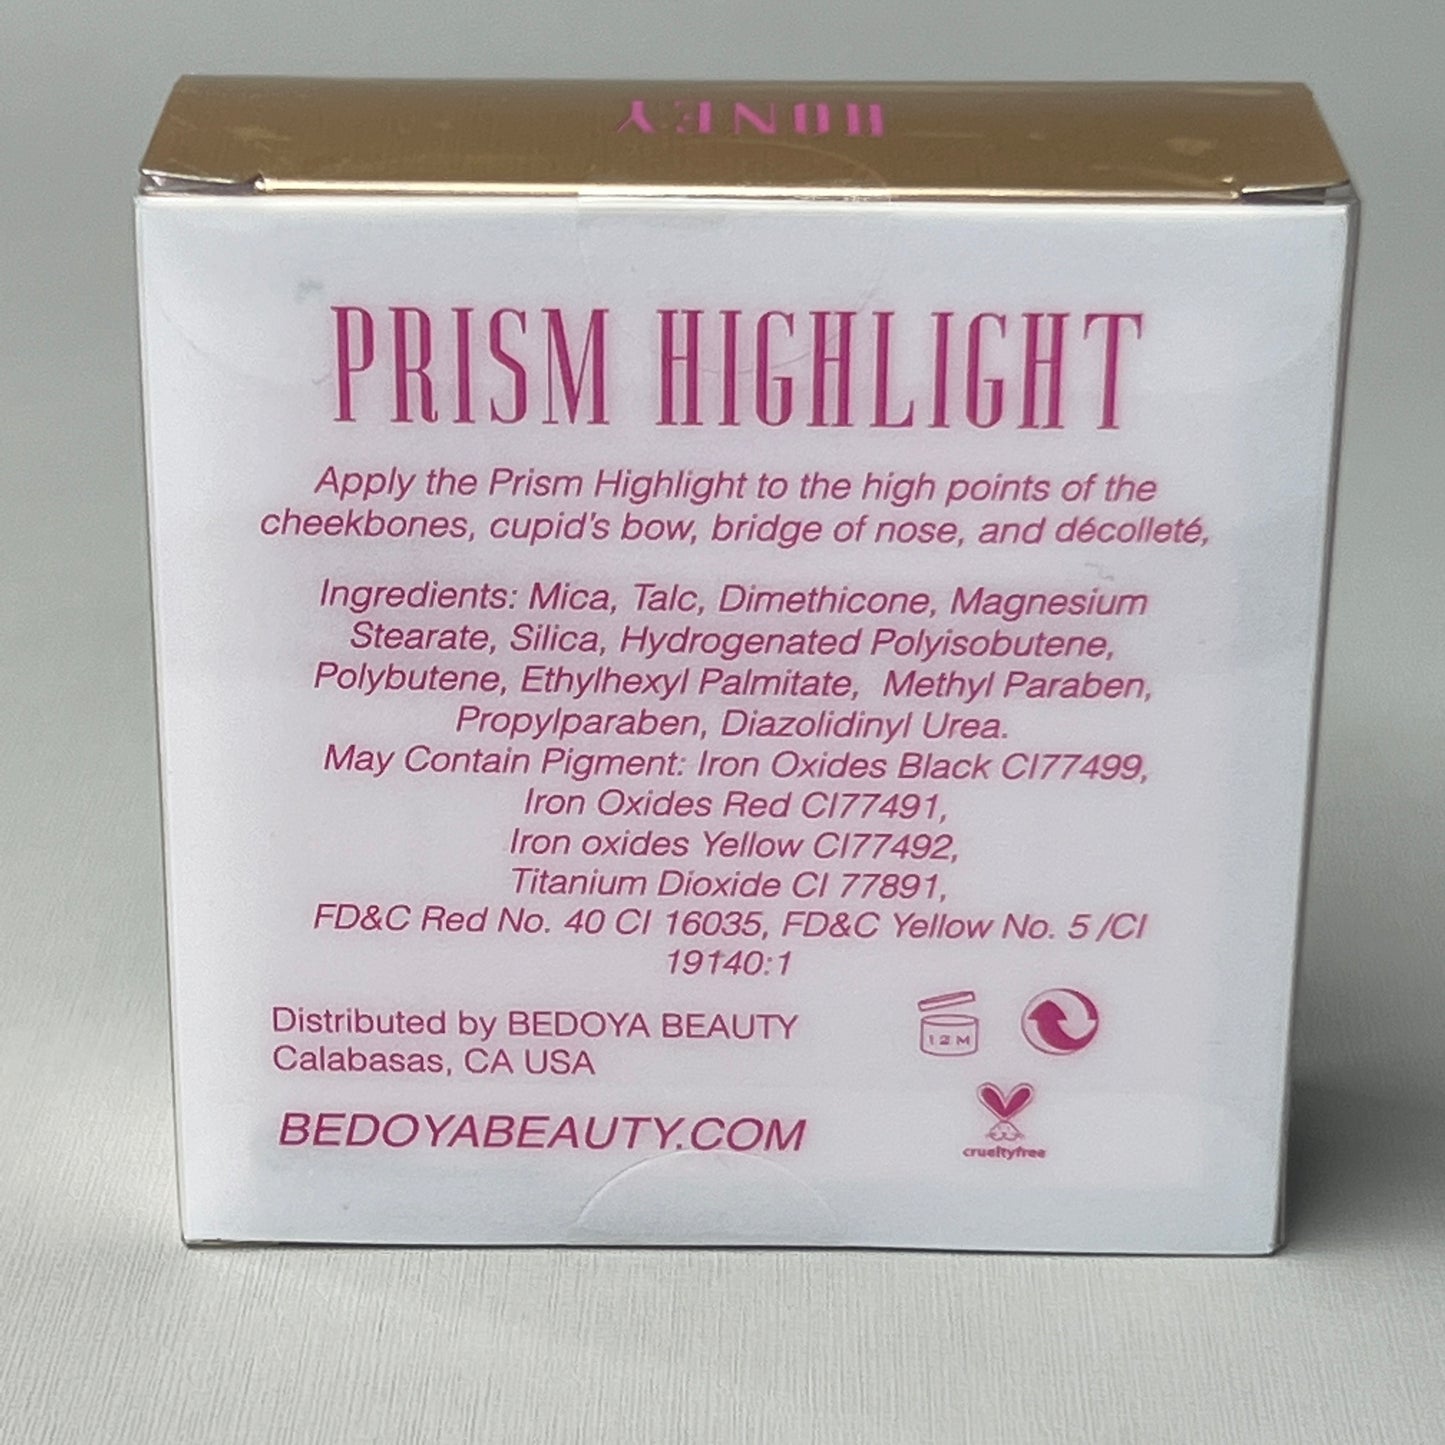 HONEY
PRISM HIGHLIGHT
Apply the Prism Highlight to the high points of the
cheekbones, cupid's bow, bridge of nose, and décolleté,
Ingredients: Mica, Talc, Dimethicone, Magnesium
Stearate, Silica, Hydrogenated Polyisobutene,
Polybutene, Ethylhexyl Palmitate, Methyl Paraben,
Propylparaben, Diazolidinyl Urea.
May Contain Pigment: Iron Oxides Black CI77499,
Iron Oxides Red CI77491,
Iron oxides Yellow CI77492,
Titanium Dioxide CI 77891,
FD&C Red No. 40 CI 16035, FD&C Yellow No. 5 /CI
19140:1
Distributed by BEDOYA BEAUTY
Calabasas, CA USA
12 M
BEDOYABEAUTY.COM
crueltyfree